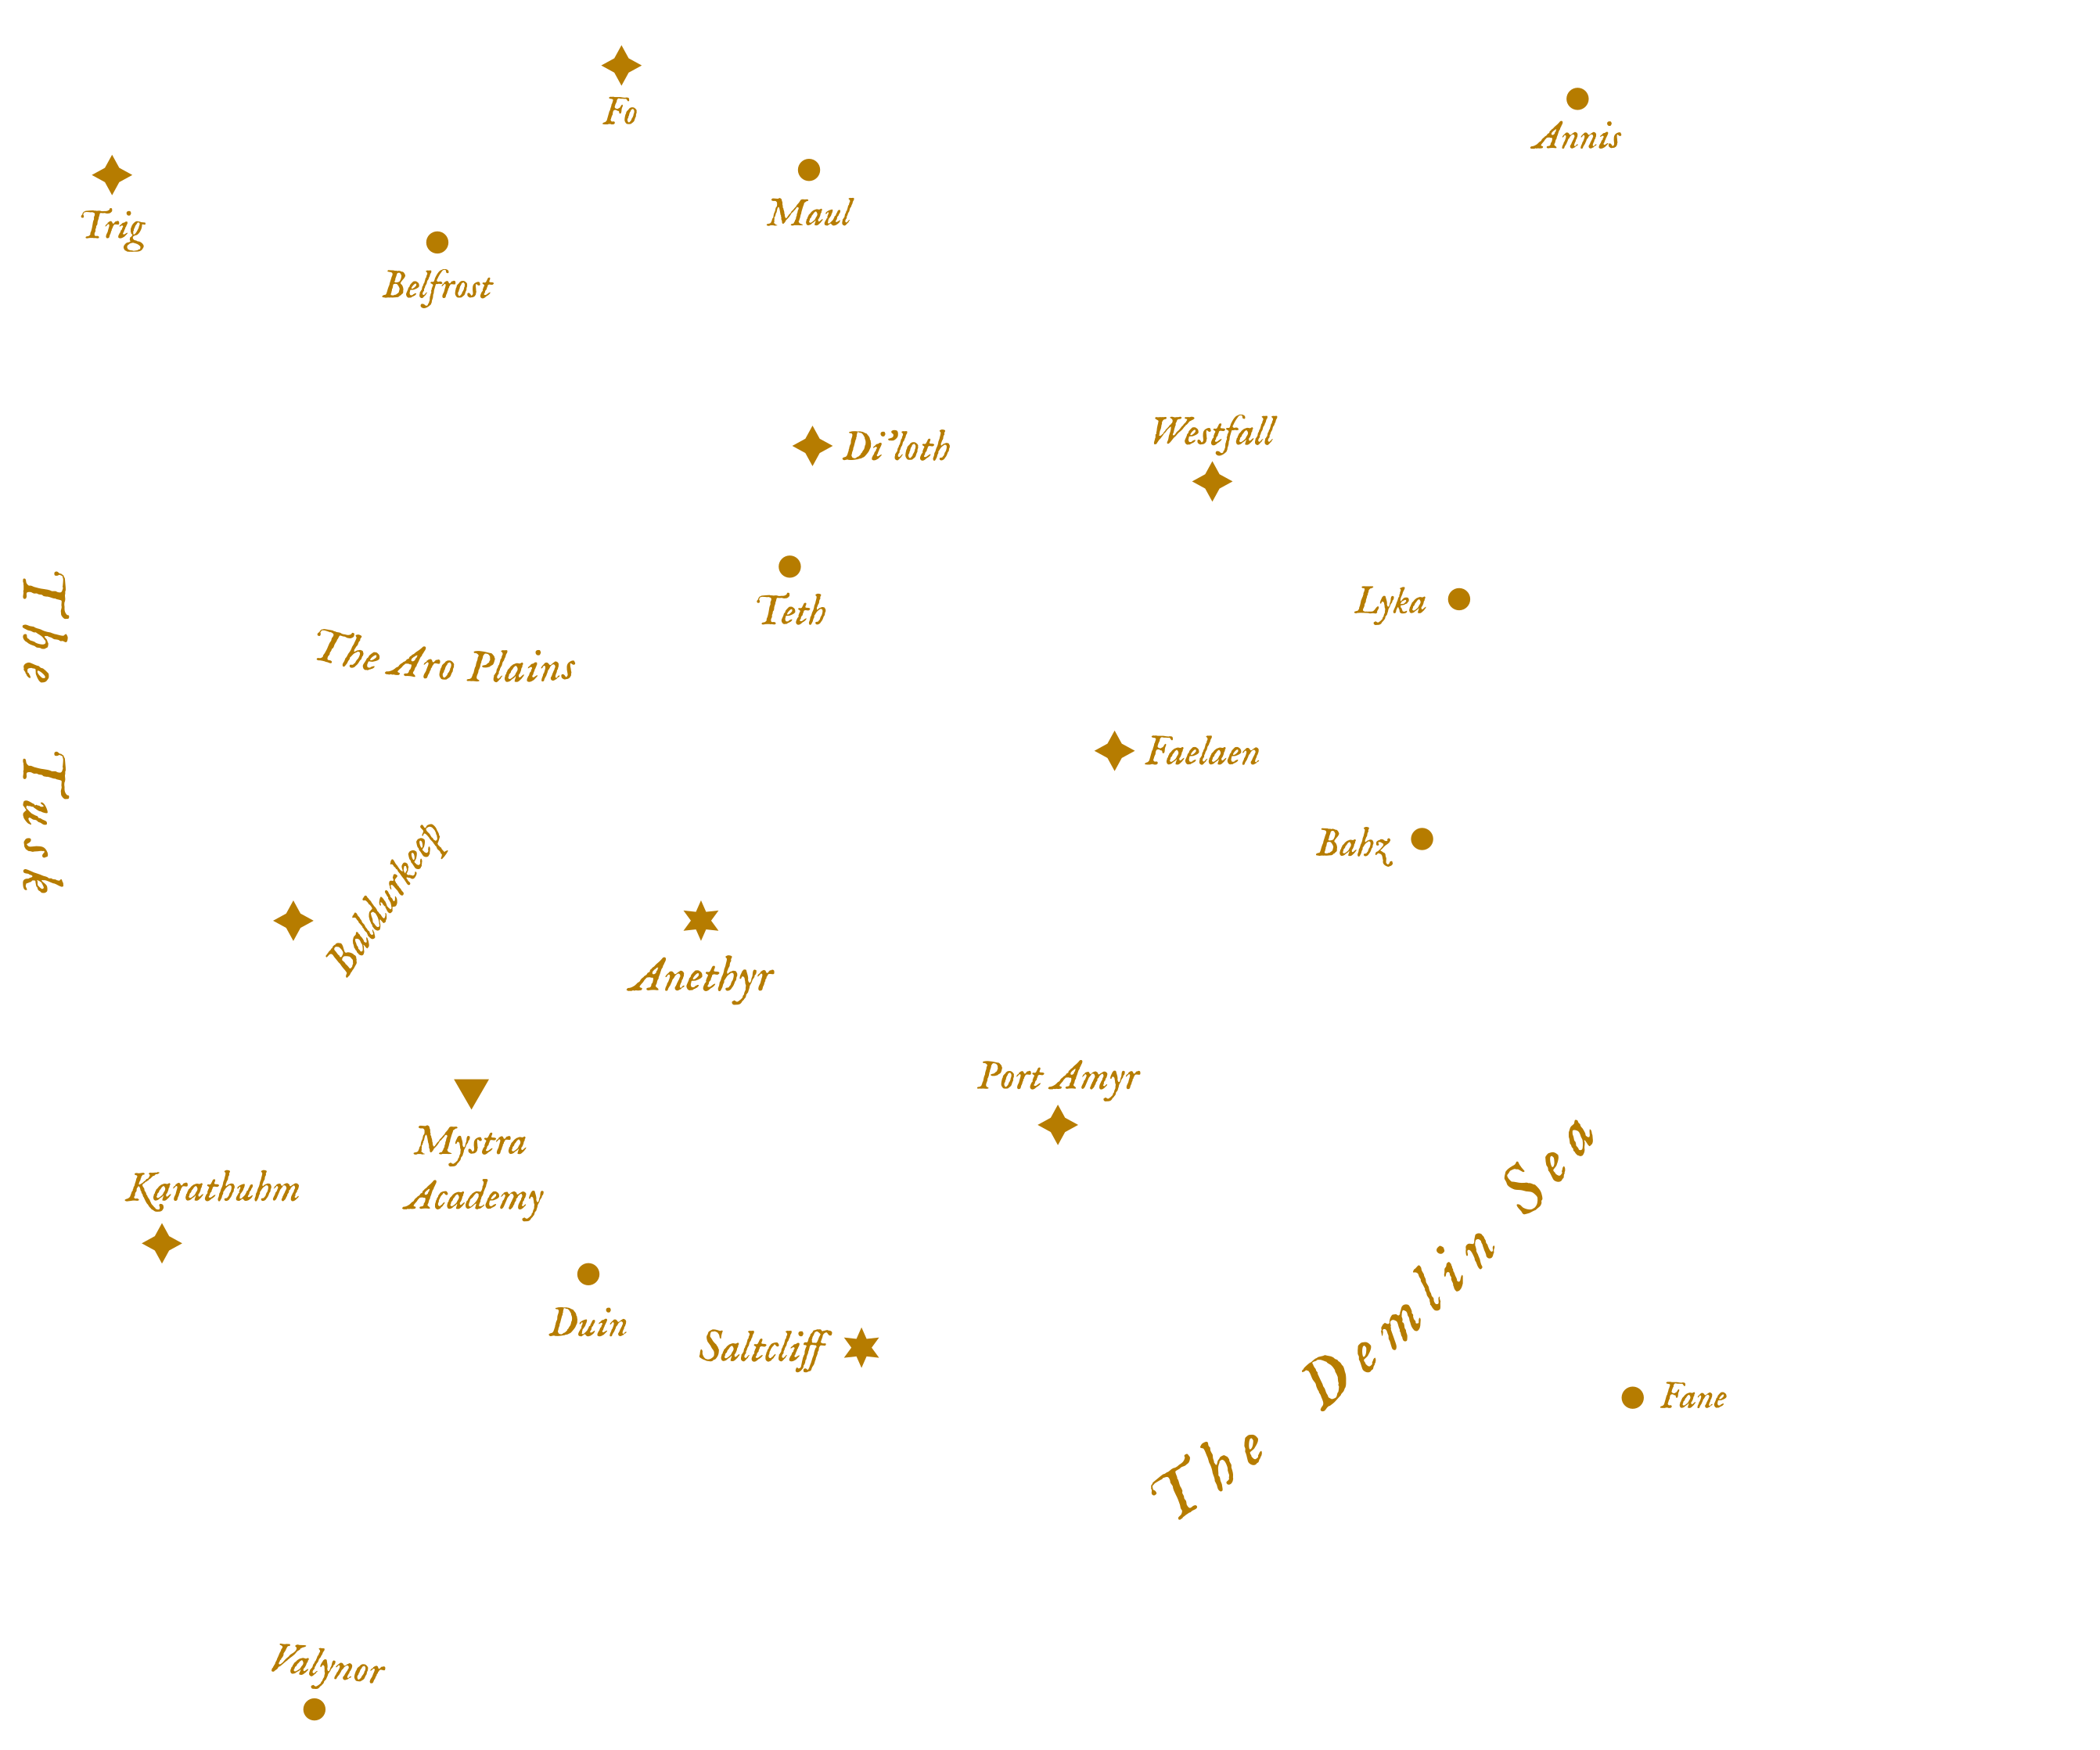 Fo
Annis
Trig
Maul
Belfrost
Di'loth
Westfall
Teth
Lyka
The Aro Plains
The Tusk
Faelaen
Bahz
Baldurkeep
Anethyr
Port Amyr
Mystra
Academy
Karathuhm
Duin
Saltcliff
The Demlin Sea
Fane
Valynor